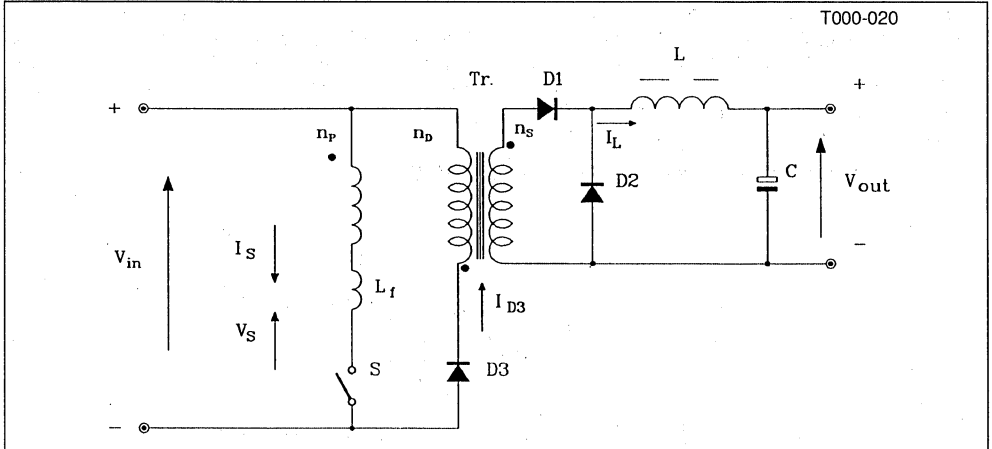 T000-020
L
Tr.
D1
+
+
n_P
n_D
n_S
I_L
D2
C
V_out
V_in
I_S
L_f
I_D3
V_S
S
D3
−
−